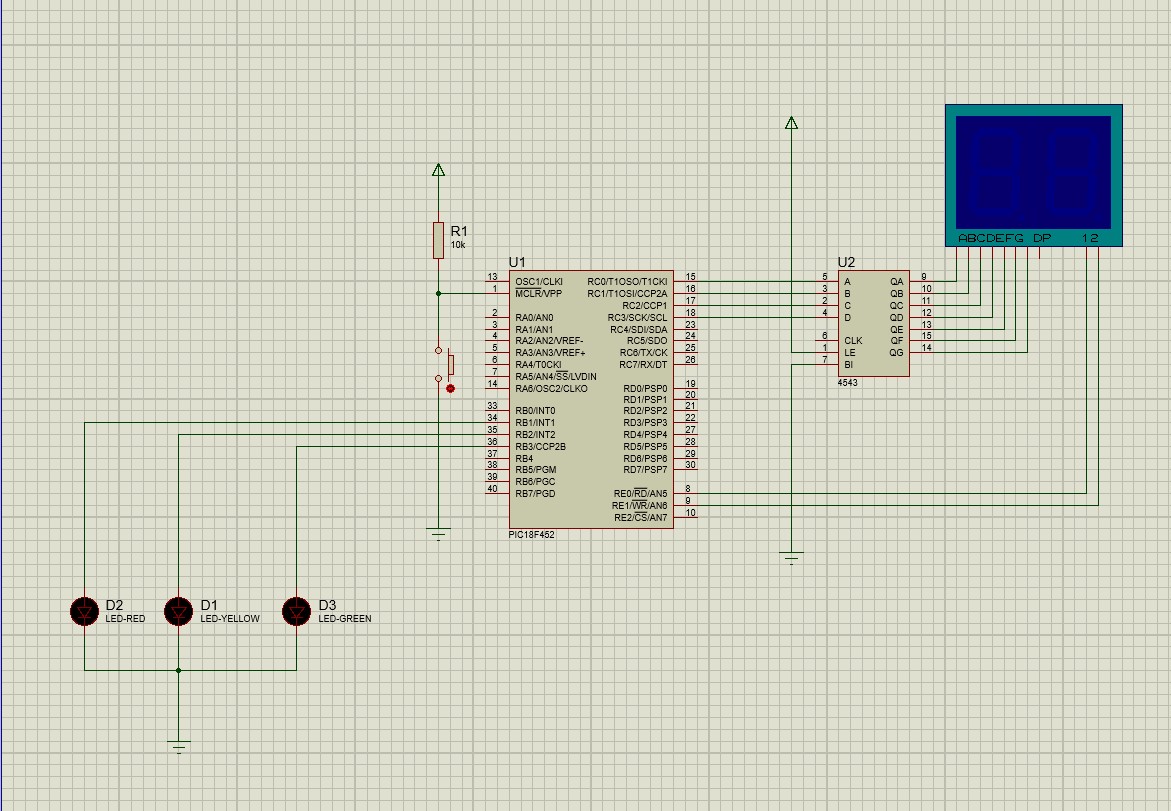 ABCDEFG DP 12
R1
10k
U1
13 OSC1/CLKI
1 MCLR/VPP
2 RA0/AN0
3 RA1/AN1
4 RA2/AN2/VREF-
5 RA3/AN3/VREF+
6 RA4/T0CKI
7 RA5/AN4/SS/LVDIN
14 RA6/OSC2/CLKO
33 RB0/INT0
34 RB1/INT1
35 RB2/INT2
36 RB3/CCP2B
37 RB4
38 RB5/PGM
39 RB6/PGC
40 RB7/PGD
RC0/T1OSO/T1CKI 15
RC1/T1OSI/CCP2A 16
RC2/CCP1 17
RC3/SCK/SCL 18
RC4/SDI/SDA 23
RC5/SDO 24
RC6/TX/CK 25
RC7/RX/DT 26
RD0/PSP0 19
RD1/PSP1 20
RD2/PSP2 21
RD3/PSP3 22
RD4/PSP4 27
RD5/PSP5 28
RD6/PSP6 29
RD7/PSP7 30
RE0/RD/AN5 8
RE1/WR/AN6 9
RE2/CS/AN7 10
PIC18F452
U2
5 A QA 9
3 B QB 10
2 C QC 11
4 D QD 12
QE 13
6 CLK QF 15
1 LE QG 14
7 BI
4543
D2
LED-RED
D1
LED-YELLOW
D3
LED-GREEN